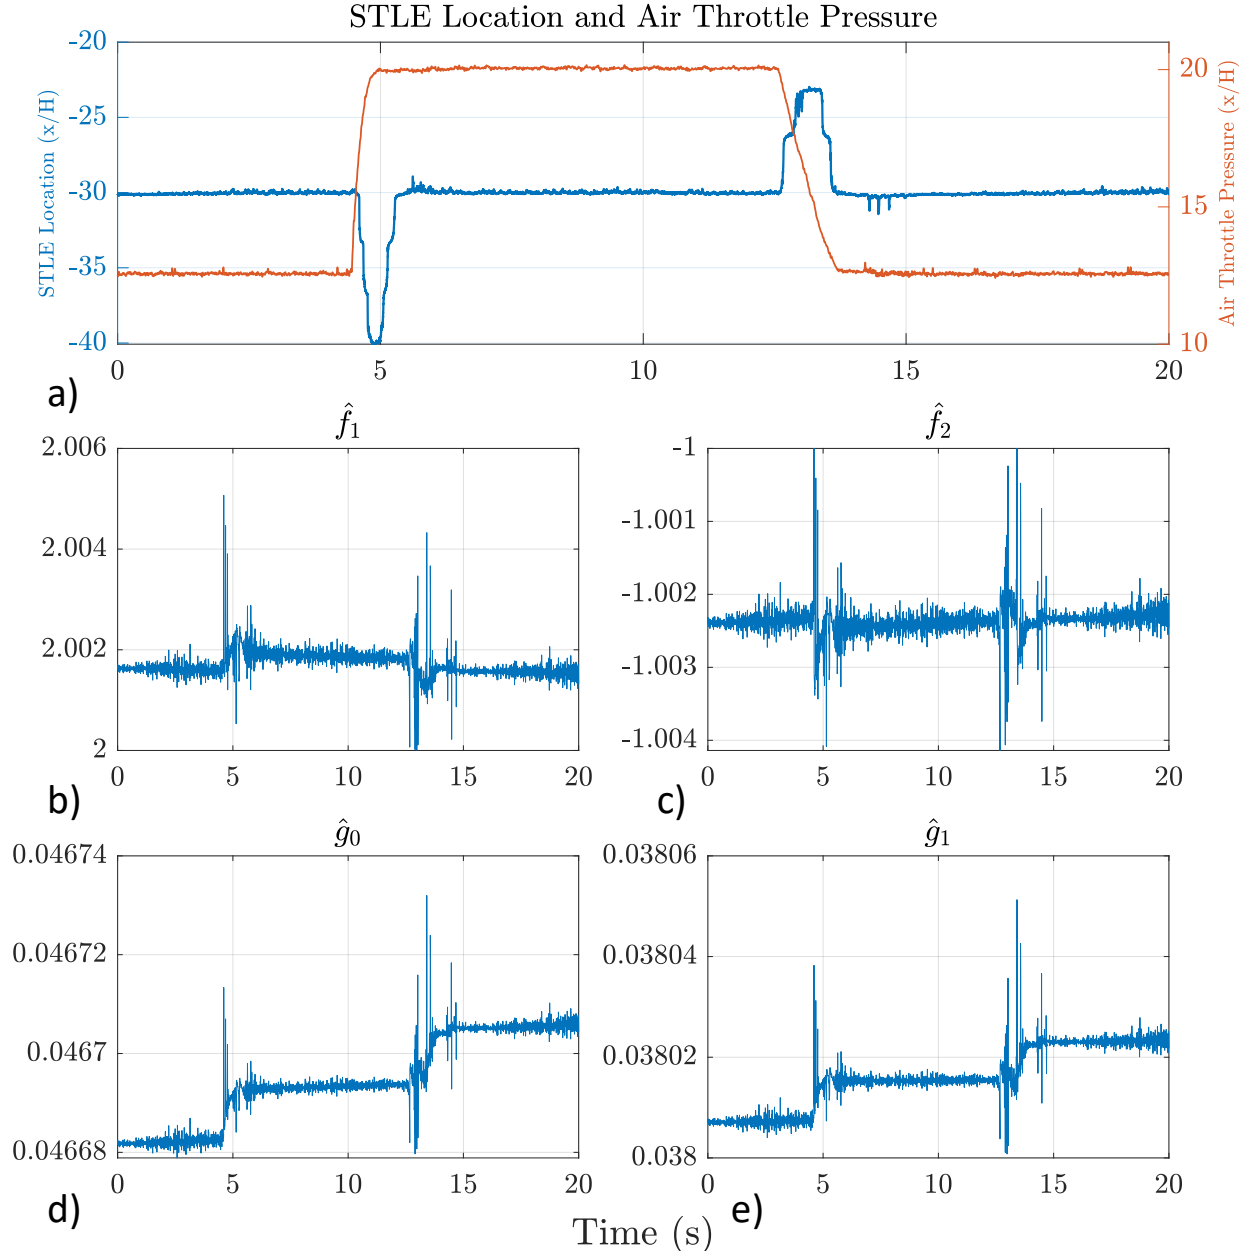 STLE Location and Air Throttle Pressure
STLE Location (x/H)
-20
-25
-30
-35
-40
Air Throttle Pressure (x/H)
20
15
10
0 5 10 15 20
a)
f̂₁
2.006
2.004
2.002
2
0 5 10 15 20
b)
f̂₂
-1
-1.001
-1.002
-1.003
-1.004
0 5 10 15 20
c)
ĝ₀
0.04674
0.04672
0.0467
0.04668
0 5 10 15 20
d)
ĝ₁
0.03806
0.03804
0.03802
0.038
0 5 10 15 20
e)
Time (s)